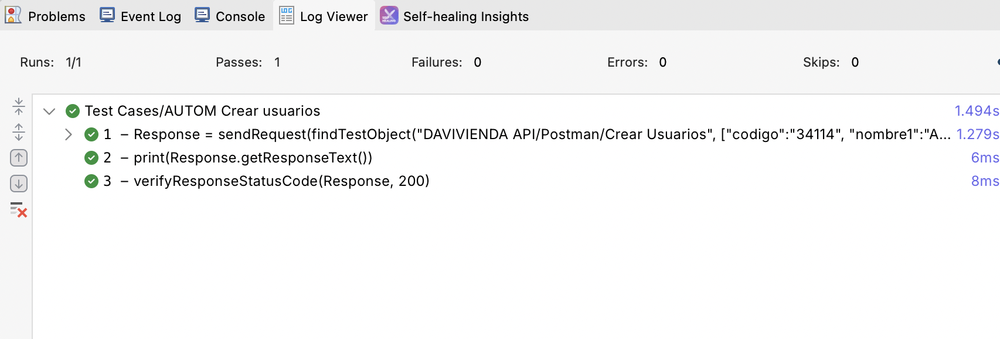 Problems Event Log Console Log Viewer Self-healing Insights
Runs: 1/1 Passes: 1 Failures: 0 Errors: 0 Skips: 0
Test Cases/AUTOM Crear usuarios 1.494s
1 – Response = sendRequest(findTestObject("DAVIVIENDA API/Postman/Crear Usuarios", ["codigo":"34114", "nombre1":"A... 1.279s
2 – print(Response.getResponseText()) 6ms
3 – verifyResponseStatusCode(Response, 200) 8ms